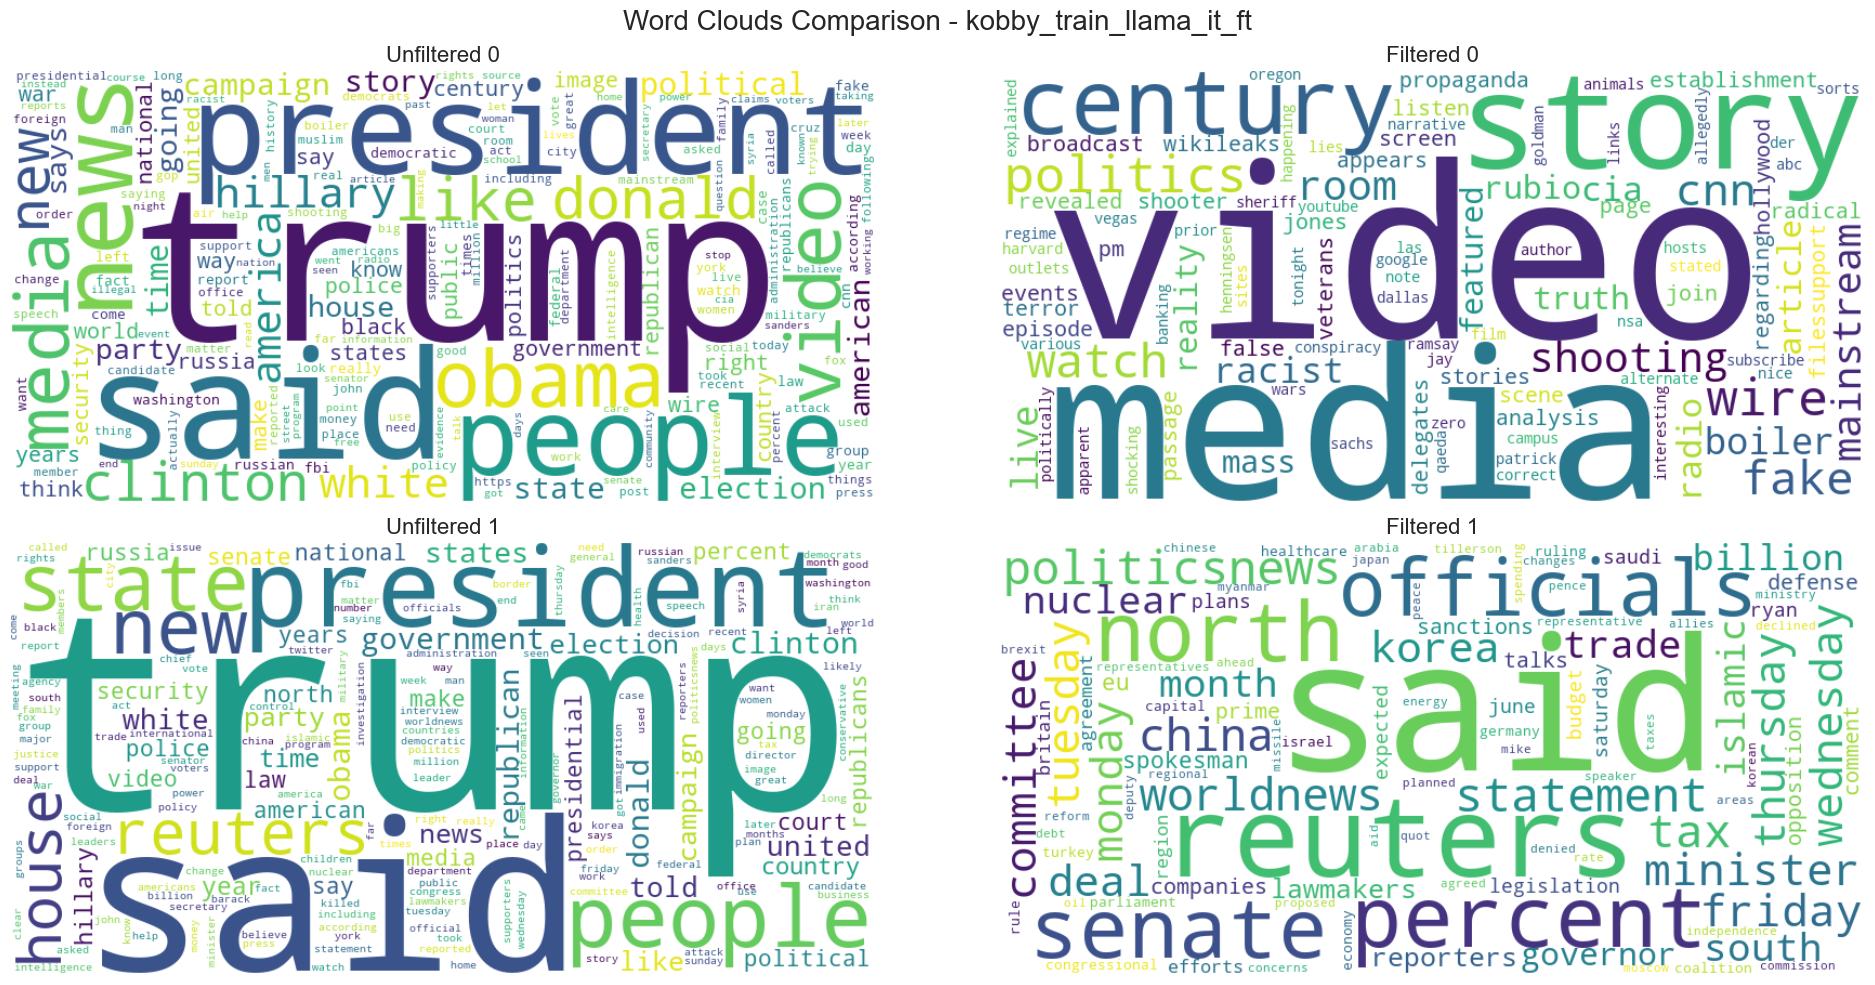 Word Clouds Comparison - kobby_train_llama_it_ft
Unfiltered 0
presidential course long campaign story rights source image political fake
instead war reports foreign new says news national going racist united democrats century past vote great home power claims voters taking
president
man men history muslim boiler say court room act democratic let woman lives city school family secretary asked cruz called known trying later week day
saying gop real article hillary including like donald mainstream question syria case republicans video following
order night air help shooting making
media time america trump
left fact illegal change come speech support way nation told report office americans went seen radio know police house big public little supporters times million politics federal department intelligence republican stop york live watch cia women administration military believe cnn according working american
world event read matter party russia black far information states government social today sanders fox
security candidate washington said look really senator john good obama right took recent country law
want years thing actually make reported street program point money place free use need evidence talk care people community wire interview percent attack used
member end sunday russian fbi policy days work group year
think clinton white https got state senate post election things press
Filtered 0
explained century oregon propaganda animals establishment sorts
listen story
broadcast wikileaks lies happening screen narrative goldman links allegedly der abc
politics appears room rubio cia cnn hollywood
revealed shooter sheriff youtube jones page radical
regime vegas prior featured regarding
harvard pm video las google note dallas author hosts stated article
outlets henningsen sites tonight veterans truth join filessupport mainstream
events terror banking reality film nsa
episode various false conspiracy ramsay jay shooting subscribe nice
watch racist wars stories alternate
live politically media delegates scene analysis wire
apparent shocking passage mass sachs zero qaeda campus patrick correct interesting radio boiler fake
Unfiltered 1
called rights russia issue senate national states need general russian sanders percent democrats month good
state city president fbi matter number saying officials border end thursday health speech syria washington think iran
come black members report new years twitter government election decision recent days clinton left
meeting agency chief vote administration seen likely
south family fox group major security act north control military investigation trump week way man make interview worldnews countries democratic politics million leader case used reporters politicsnews want women monday going tax director image great conservative
white trade international party china islamic program republican information presidential governor got immigration donald campaign republicans
justice support deal war police senator voters time obama law
video power policy america american korea says order friday work long
house social foreign leaders reuters far right really times news place day later months plan court united
groups hillary children nuclear media department federal country
change americans billion secretary year fact barack say killed including according york public congress lawmakers tuesday committee told office use candidate business
clear john know help money minister said believe press statement official took reported supporters wednesday people
asked intelligence watch home story like attack sunday political
Filtered 1
chinese healthcare arabia japan tillerson spending ruling changes saudi billion
politicsnews officials pence defense
nuclear myanmar plans peace ministry ryan
north sanctions representative allies declined
brexit korea talks trade
committee tuesday representatives ahead said islamic thursday wednesday
eu month energy june budget saturday
britain agreement monday capital prime germany
china missile israel expected mike taxes korean opposition comment
spokesman regional deputy planned speaker
worldnews statement areas
reform debt turkey region reuters aid quot denied rate tax
deal companies agreed lawmakers legislation minister
rule oil parliament proposed percent friday
senate economy independence
congressional efforts concerns reporters governor moscow coalition south commission